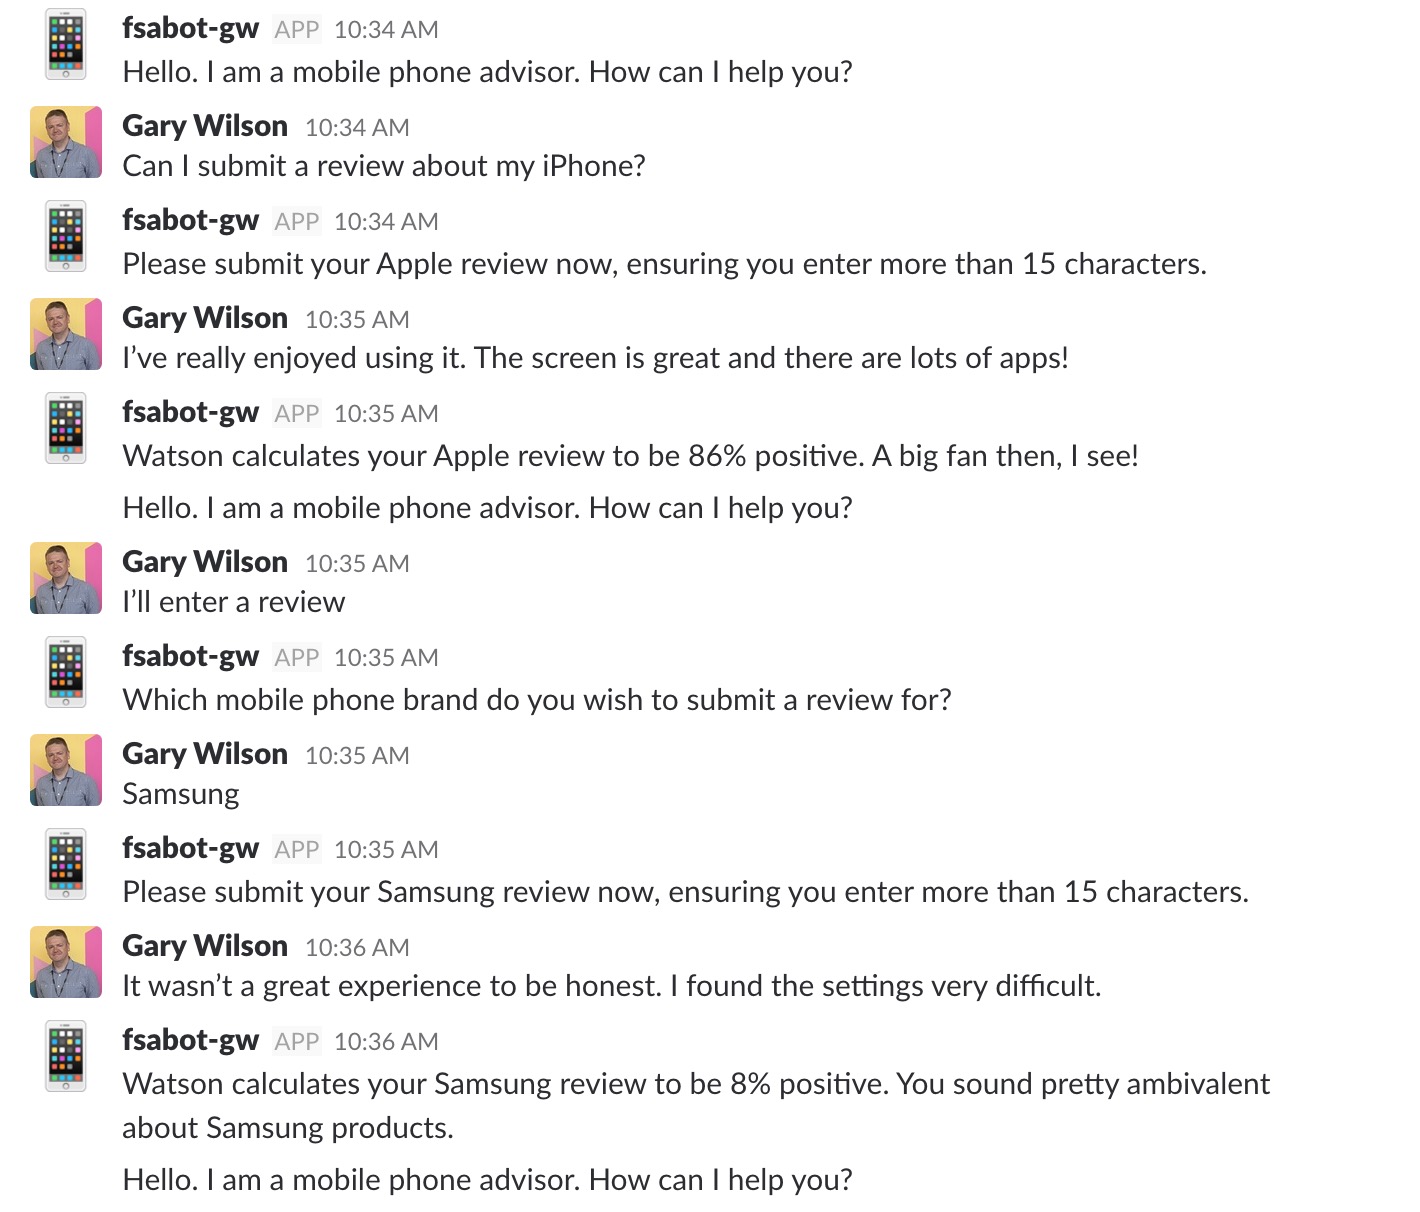 fsabot-gw APP 10:34 AM
Hello. I am a mobile phone advisor. How can I help you?
Gary Wilson 10:34 AM
Can I submit a review about my iPhone?
fsabot-gw APP 10:34 AM
Please submit your Apple review now, ensuring you enter more than 15 characters.
Gary Wilson 10:35 AM
I’ve really enjoyed using it. The screen is great and there are lots of apps!
fsabot-gw APP 10:35 AM
Watson calculates your Apple review to be 86% positive. A big fan then, I see!
Hello. I am a mobile phone advisor. How can I help you?
Gary Wilson 10:35 AM
I’ll enter a review
fsabot-gw APP 10:35 AM
Which mobile phone brand do you wish to submit a review for?
Gary Wilson 10:35 AM
Samsung
fsabot-gw APP 10:35 AM
Please submit your Samsung review now, ensuring you enter more than 15 characters.
Gary Wilson 10:36 AM
It wasn’t a great experience to be honest. I found the settings very difficult.
fsabot-gw APP 10:36 AM
Watson calculates your Samsung review to be 8% positive. You sound pretty ambivalent
about Samsung products.
Hello. I am a mobile phone advisor. How can I help you?